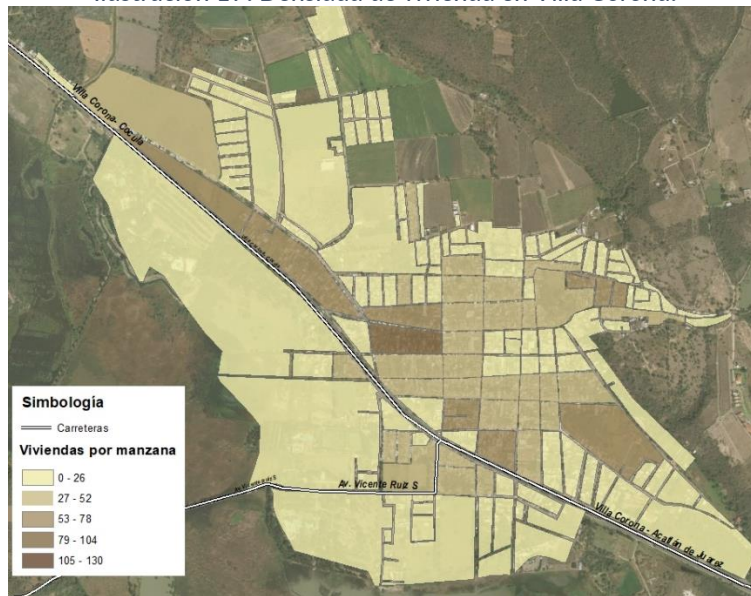 Villa Corona- Cocula
Av. Vicente Ruiz S
Villa Corona - Acatlán de Juárez
Simbología
Carreteras
Viviendas por manzana
0 - 26
27 - 52
53 - 78
79 - 104
105 - 130